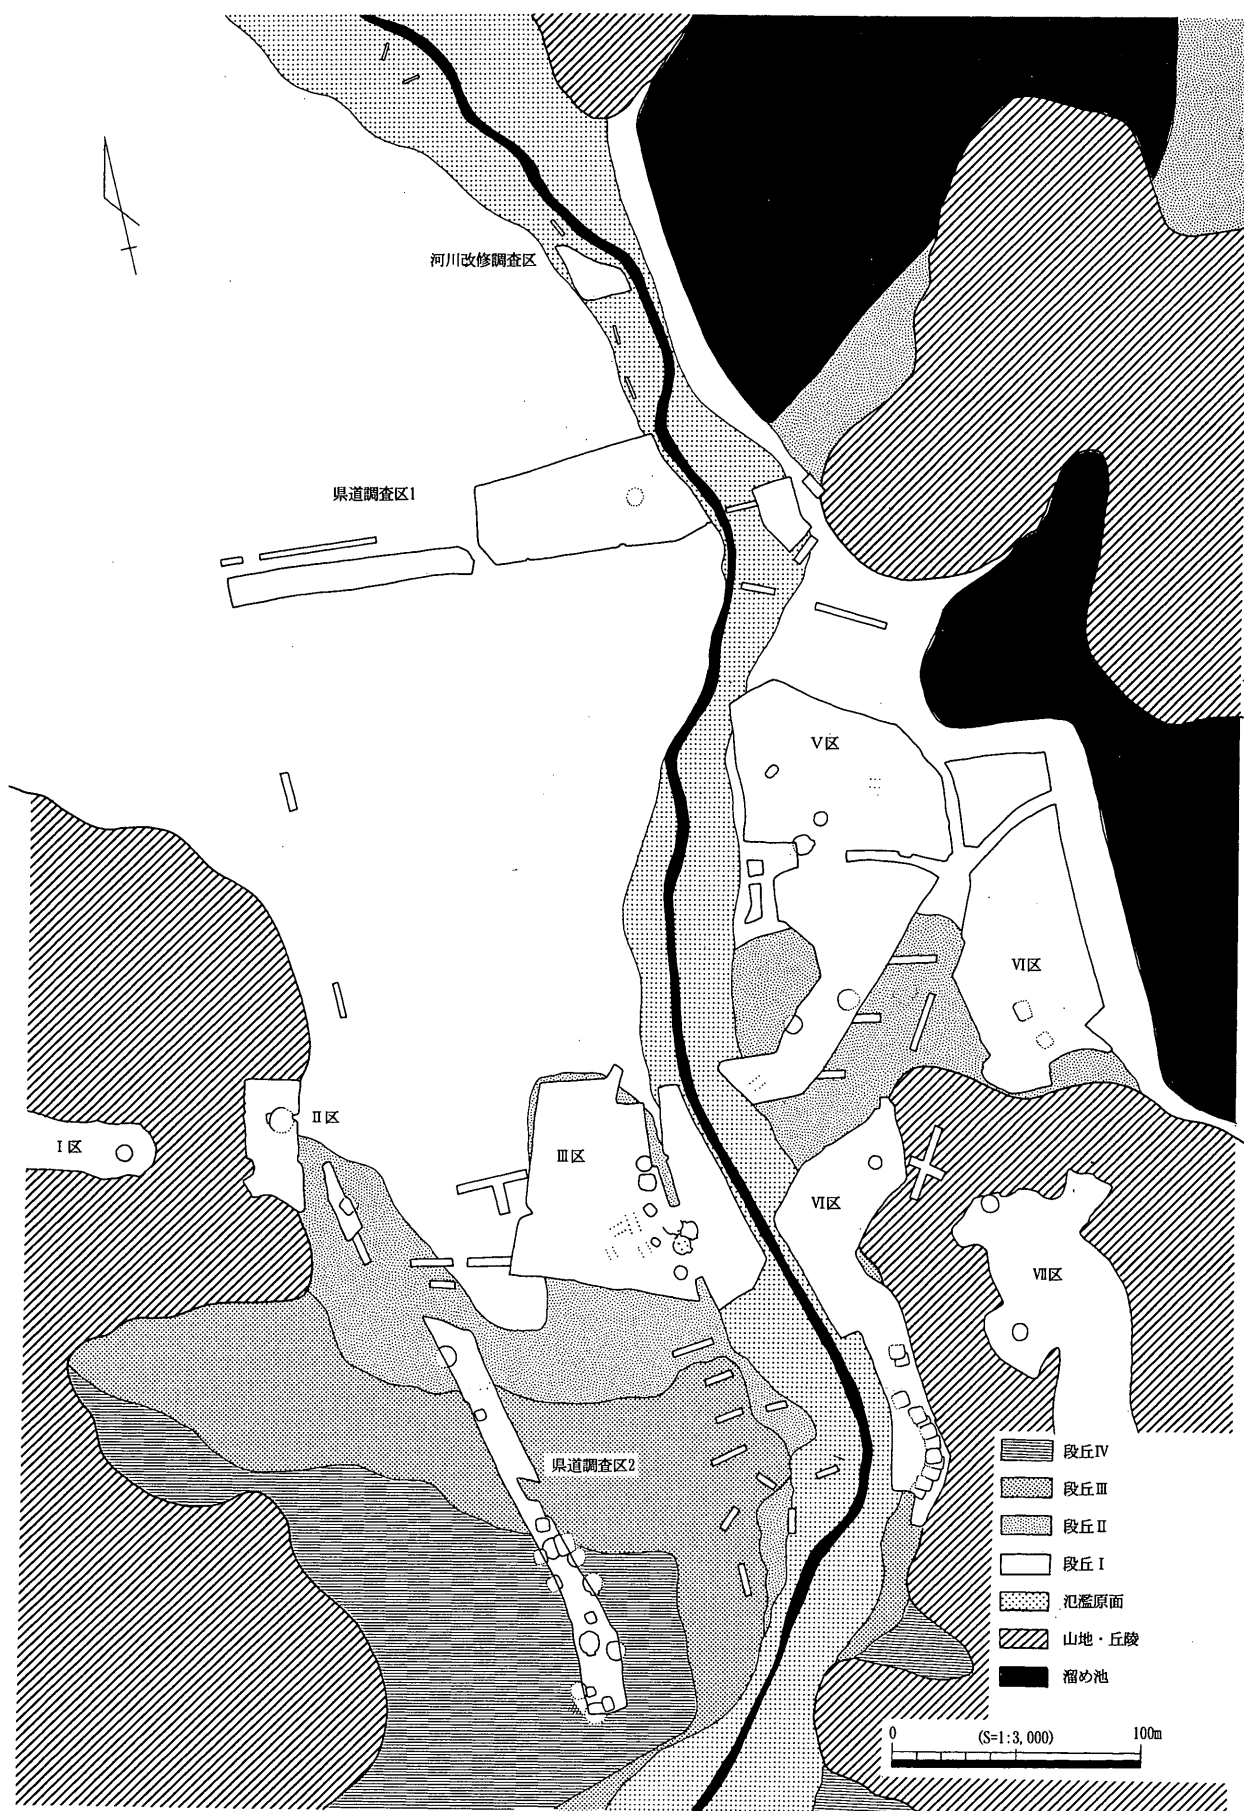 河川改修調査区
県道調査区1
V区
VI区
I区
II区
III区
VI区
VII区
県道調査区2
段丘IV
段丘III
段丘II
段丘I
氾濫原面
山地・丘陵
溜め池
0 (S=1:3,000) 100m